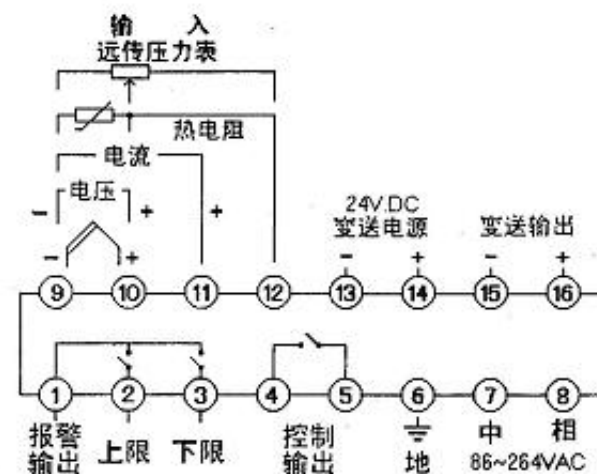 输 入
远传压力表
热电阻
电流
电压
- + +
24V.DC
变送电源
变送输出
- +
- + - +
9 10 11 12 13 14 15 16
1 2 3 4 5 6 7 8
报警
输出
上限 下限
控制
输出
地
中 相
86~264VAC